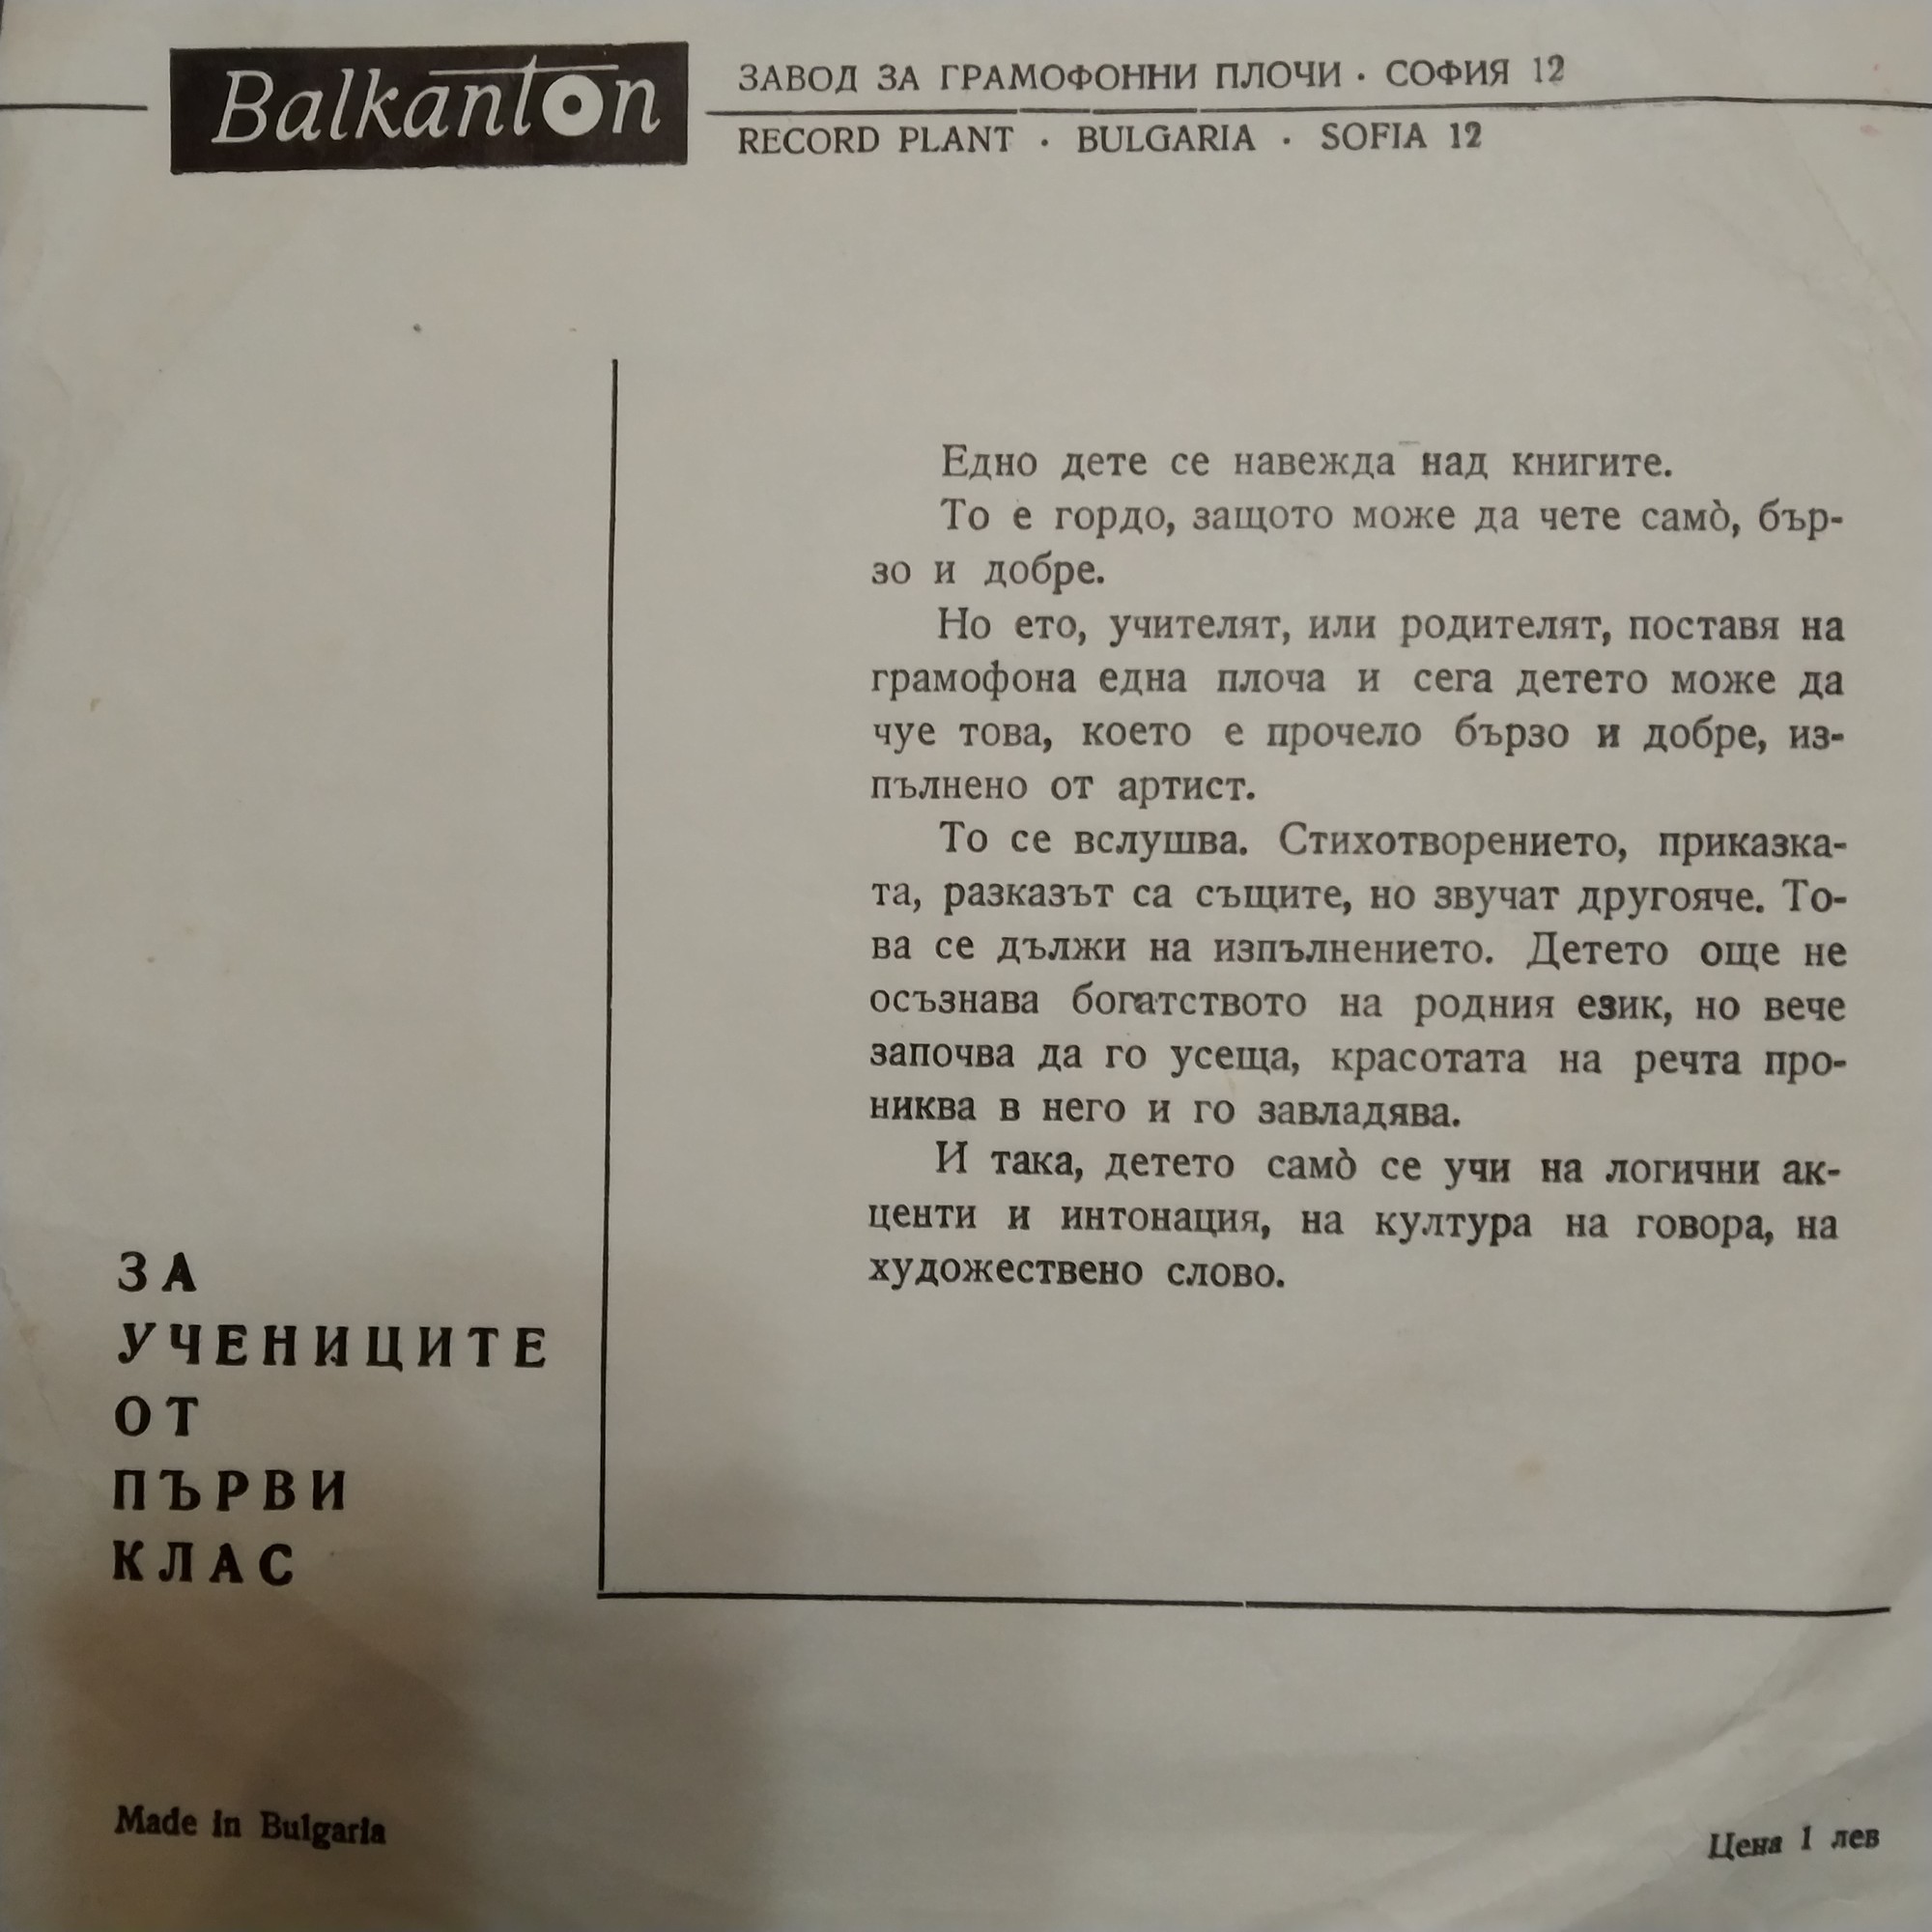 Balkanton
ЗАВОД ЗА ГРАМОФОННИ ПЛОЧИ · СОФИЯ 12
RECORD PLANT · BULGARIA · SOFIA 12
Едно дете се навежда над книгите.
То е гордо, защото може да чете само̀, бър-
зо и добре.
Но ето, учителят, или родителят, поставя на
грамофона една плоча и сега детето може да
чуе това, което е прочело бързо и добре, из-
пълнено от артист.
То се вслушва. Стихотворението, приказка-
та, разказът са същите, но звучат другояче. То-
ва се дължи на изпълнението. Детето още не
осъзнава богатството на родния език, но вече
започва да го усеща, красотата на речта про-
никва в него и го завладява.
И така, детето само̀ се учи на логични ак-
центи и интонация, на култура на говора, на
художествено слово.
ЗА
УЧЕНИЦИТЕ
ОТ
ПЪРВИ
КЛАС
Made in Bulgaria
Цена 1 лев